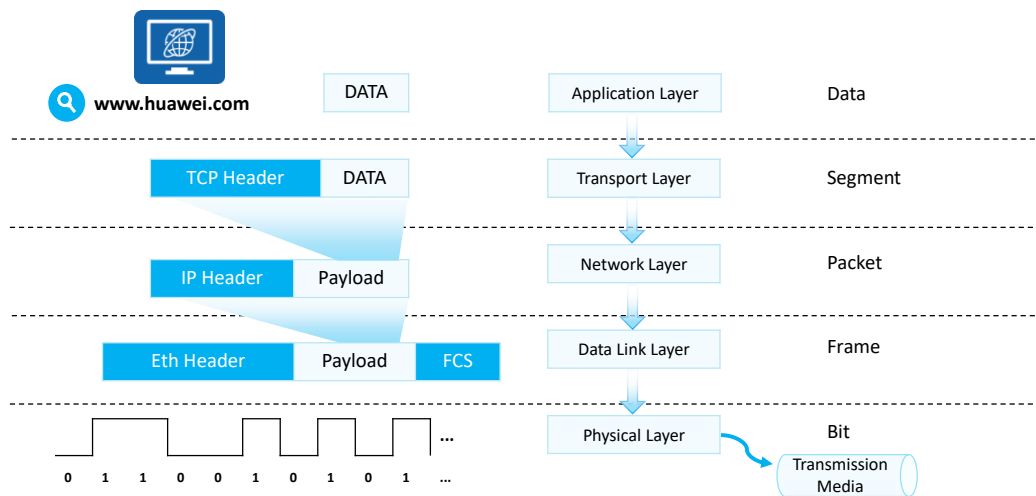 www.huawei.com
DATA
Application Layer
Data
TCP Header
DATA
Transport Layer
Segment
IP Header
Payload
Network Layer
Packet
Eth Header
Payload
FCS
Data Link Layer
Frame
...
Physical Layer
Bit
0 1 1 0 0 1 0 1 0 1 ...
Transmission
Media